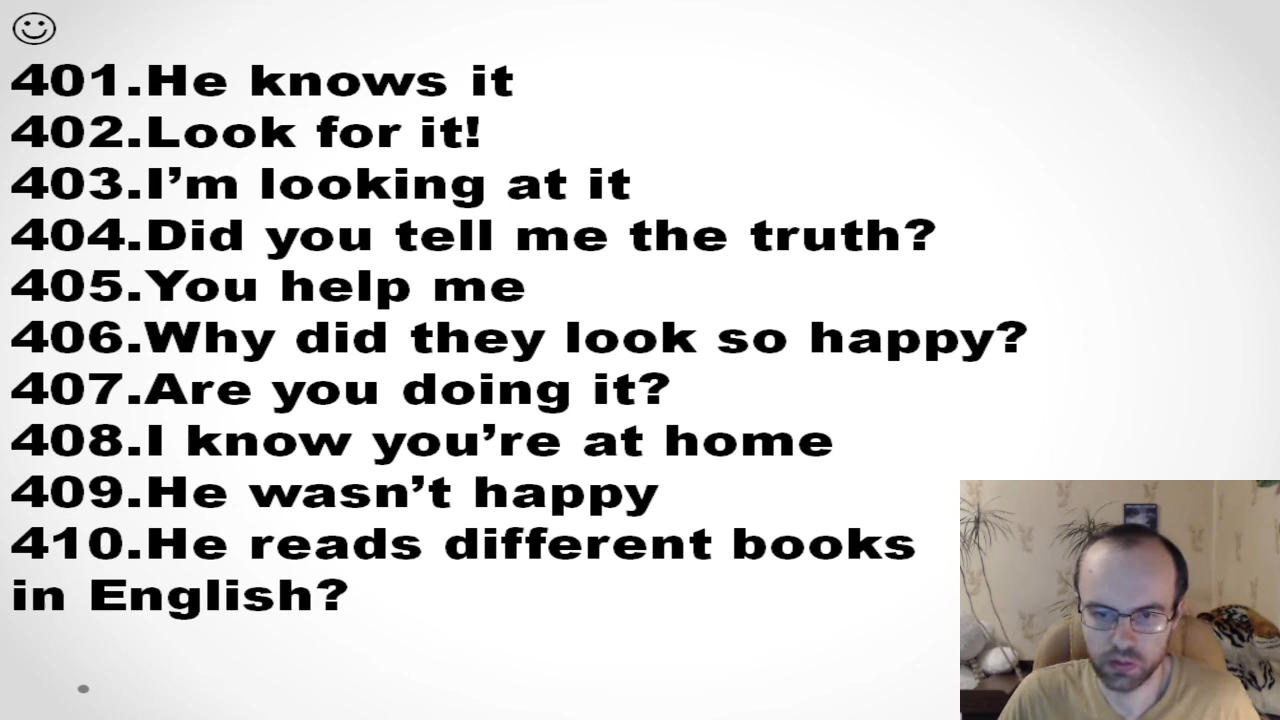 401.He knows it
402.Look for it!
403.I’m looking at it
404.Did you tell me the truth?
405.You help me
406.Why did they look so happy?
407.Are you doing it?
408.I know you’re at home
409.He wasn’t happy
410.He reads different books
in English?